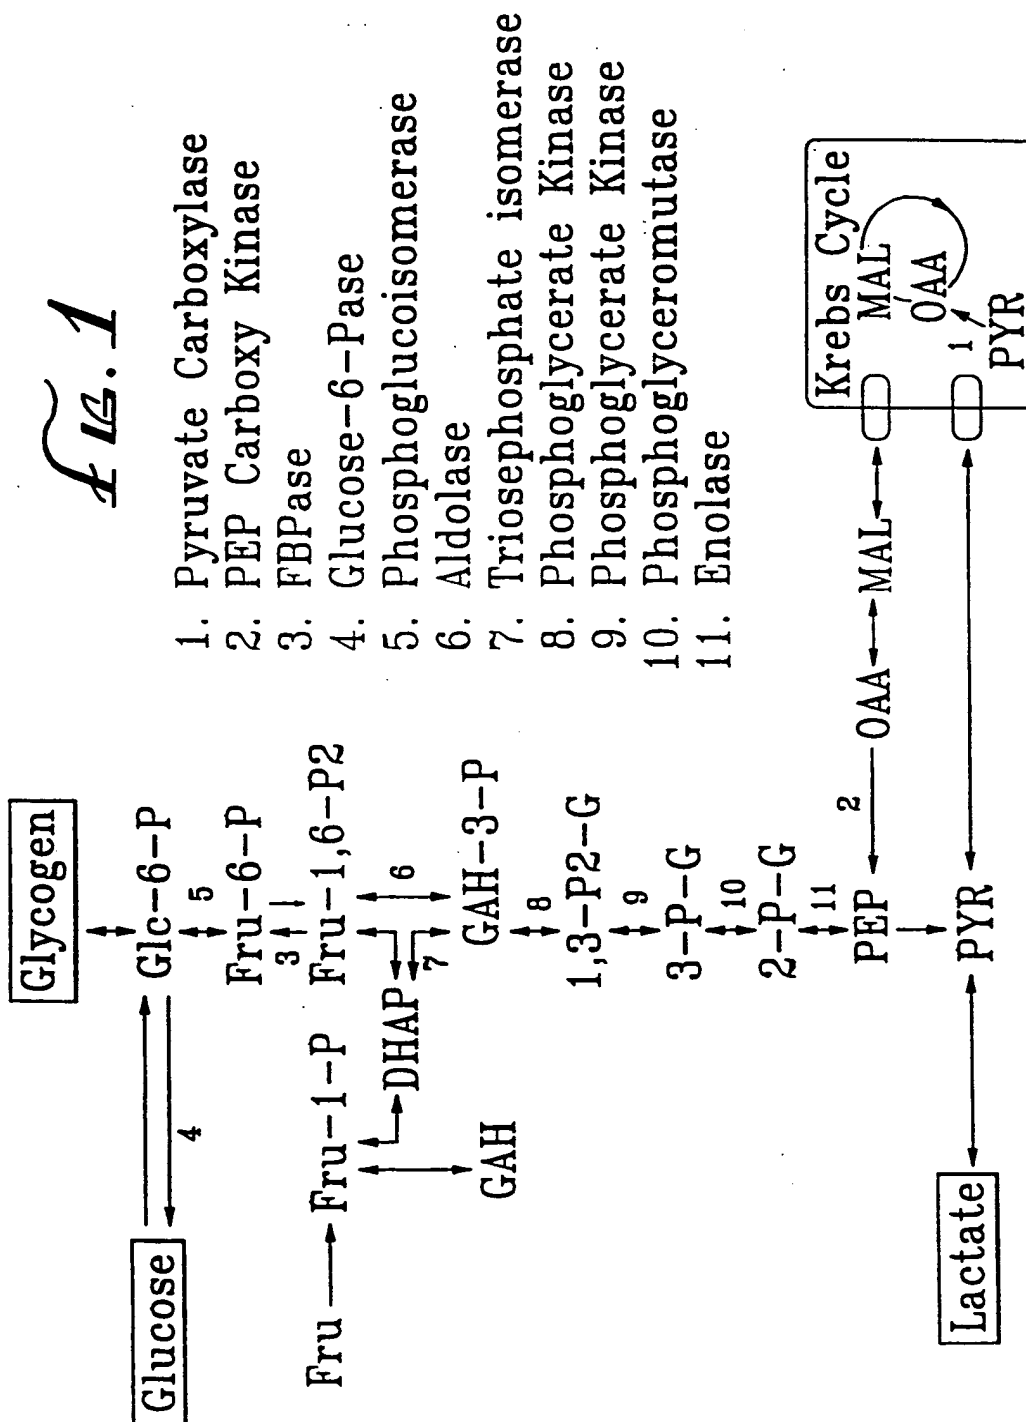 FIG. 1
1. Pyruvate Carboxylase
2. PEP Carboxy Kinase
3. FBPase
4. Glucose-6-Pase
5. Phosphoglucoisomerase
6. Aldolase
7. Triosephosphate isomerase
8. Phosphoglycerate Kinase
9. Phosphoglycerate Kinase
10. Phosphoglyceromutase
11. Enolase
Glycogen
Glucose
Glc-6-P
4
5
Fru-6-P
3
Fru
Fru-1-P
Fru-1,6-P2
DHAP
6
7
GAH
GAH-3-P
8
1,3-P2-G
9
3-P-G
10
2-P-G
11
PEP
2
OAA
MAL
Lactate
PYR
Krebs Cycle
MAL
OAA
1
PYR